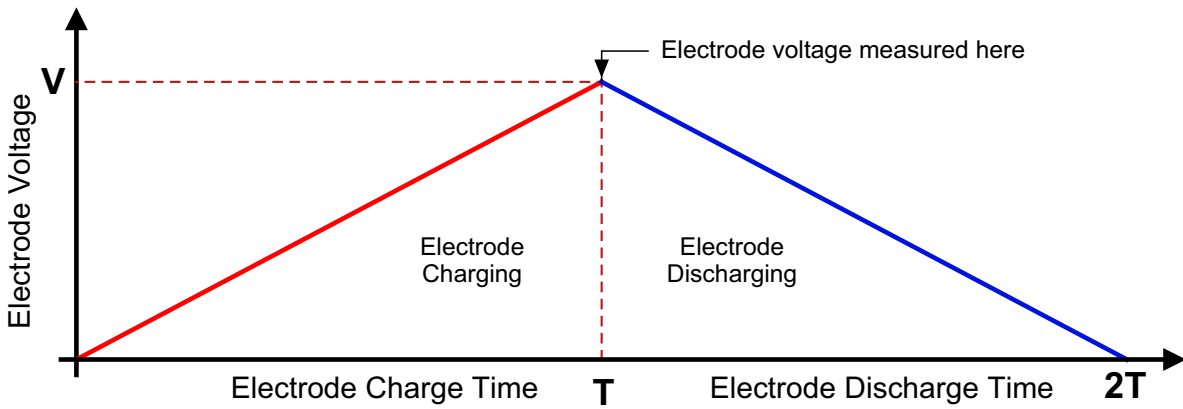 Electrode voltage measured here
V
Electrode Voltage
Electrode
Charging
Electrode
Discharging
Electrode Charge Time
T
Electrode Discharge Time
2T